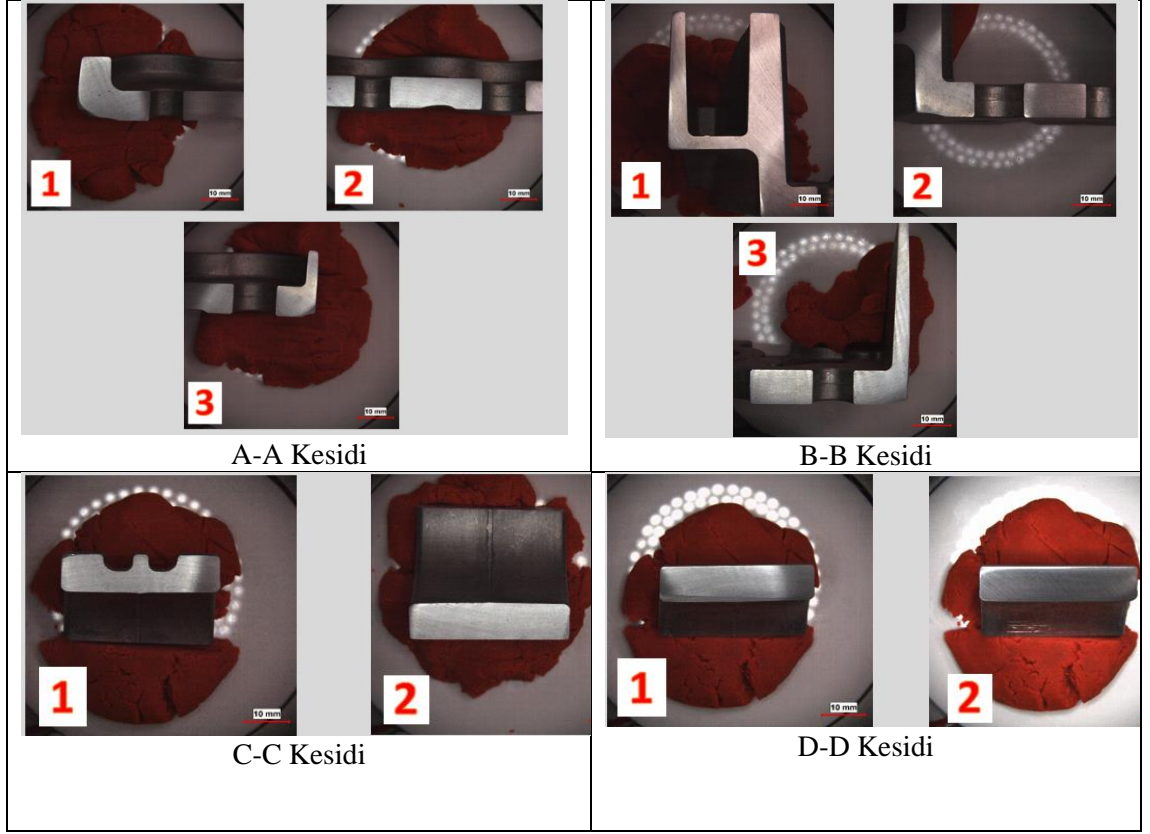 1
10 mm
2
10 mm
3
10 mm
A-A Kesidi
1
10 mm
2
10 mm
3
10 mm
B-B Kesidi
1
10 mm
2
C-C Kesidi
1
10 mm
2
D-D Kesidi